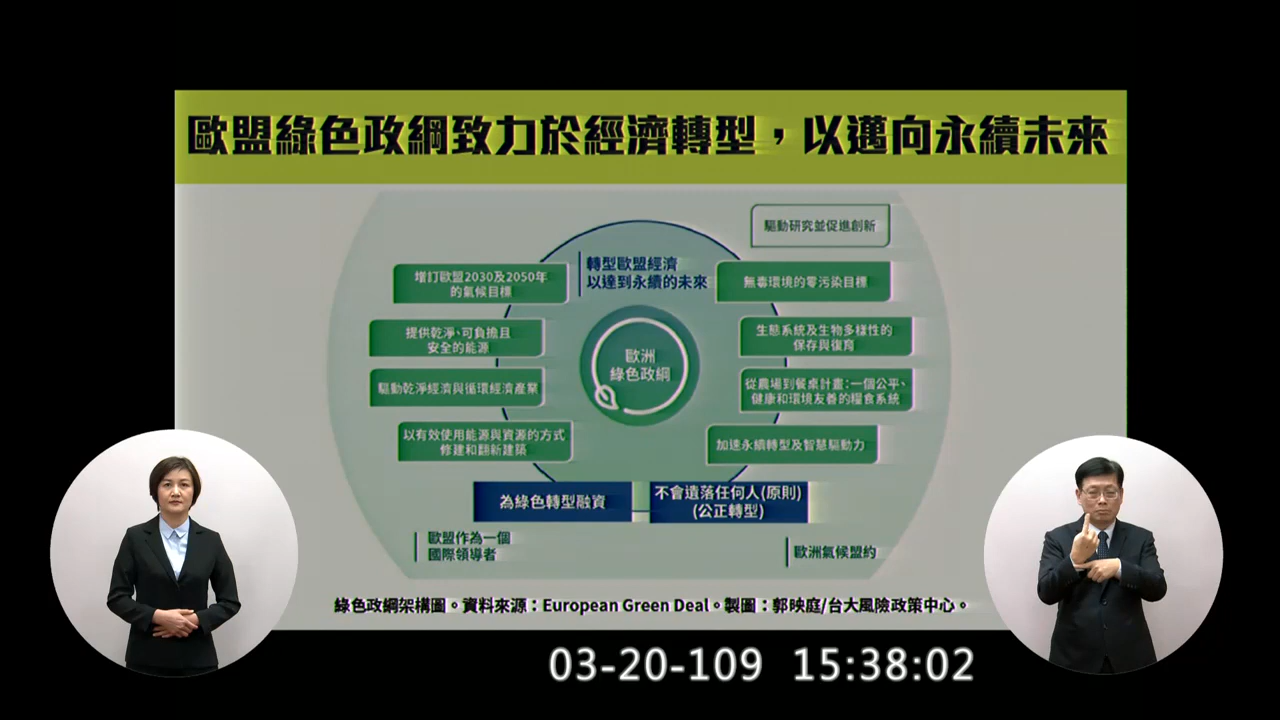 歐盟綠色政綱致力於經濟轉型，以邁向永續未來
驅動研究並促進創新
轉型歐盟經濟
以達到永續的未來
增訂歐盟2030及2050年
的氣候目標
無毒環境的零污染目標
提供乾淨、可負擔且
安全的能源
生態系統及生物多樣性的
保存與復育
歐洲
綠色政綱
驅動乾淨經濟與循環經濟產業
從農場到餐桌計畫：一個公平、
健康和環境友善的糧食系統
以有效使用能源與資源的方式
修建和翻新建築
加速永續轉型及智慧驅動力
為綠色轉型融資
不會遺落任何人(原則)
(公正轉型)
歐盟作為一個
國際領導者
歐洲氣候盟約
綠色政綱架構圖。資料來源：European Green Deal。製圖：郭映庭/台大風險政策中心。
03-20-109 15:38:02